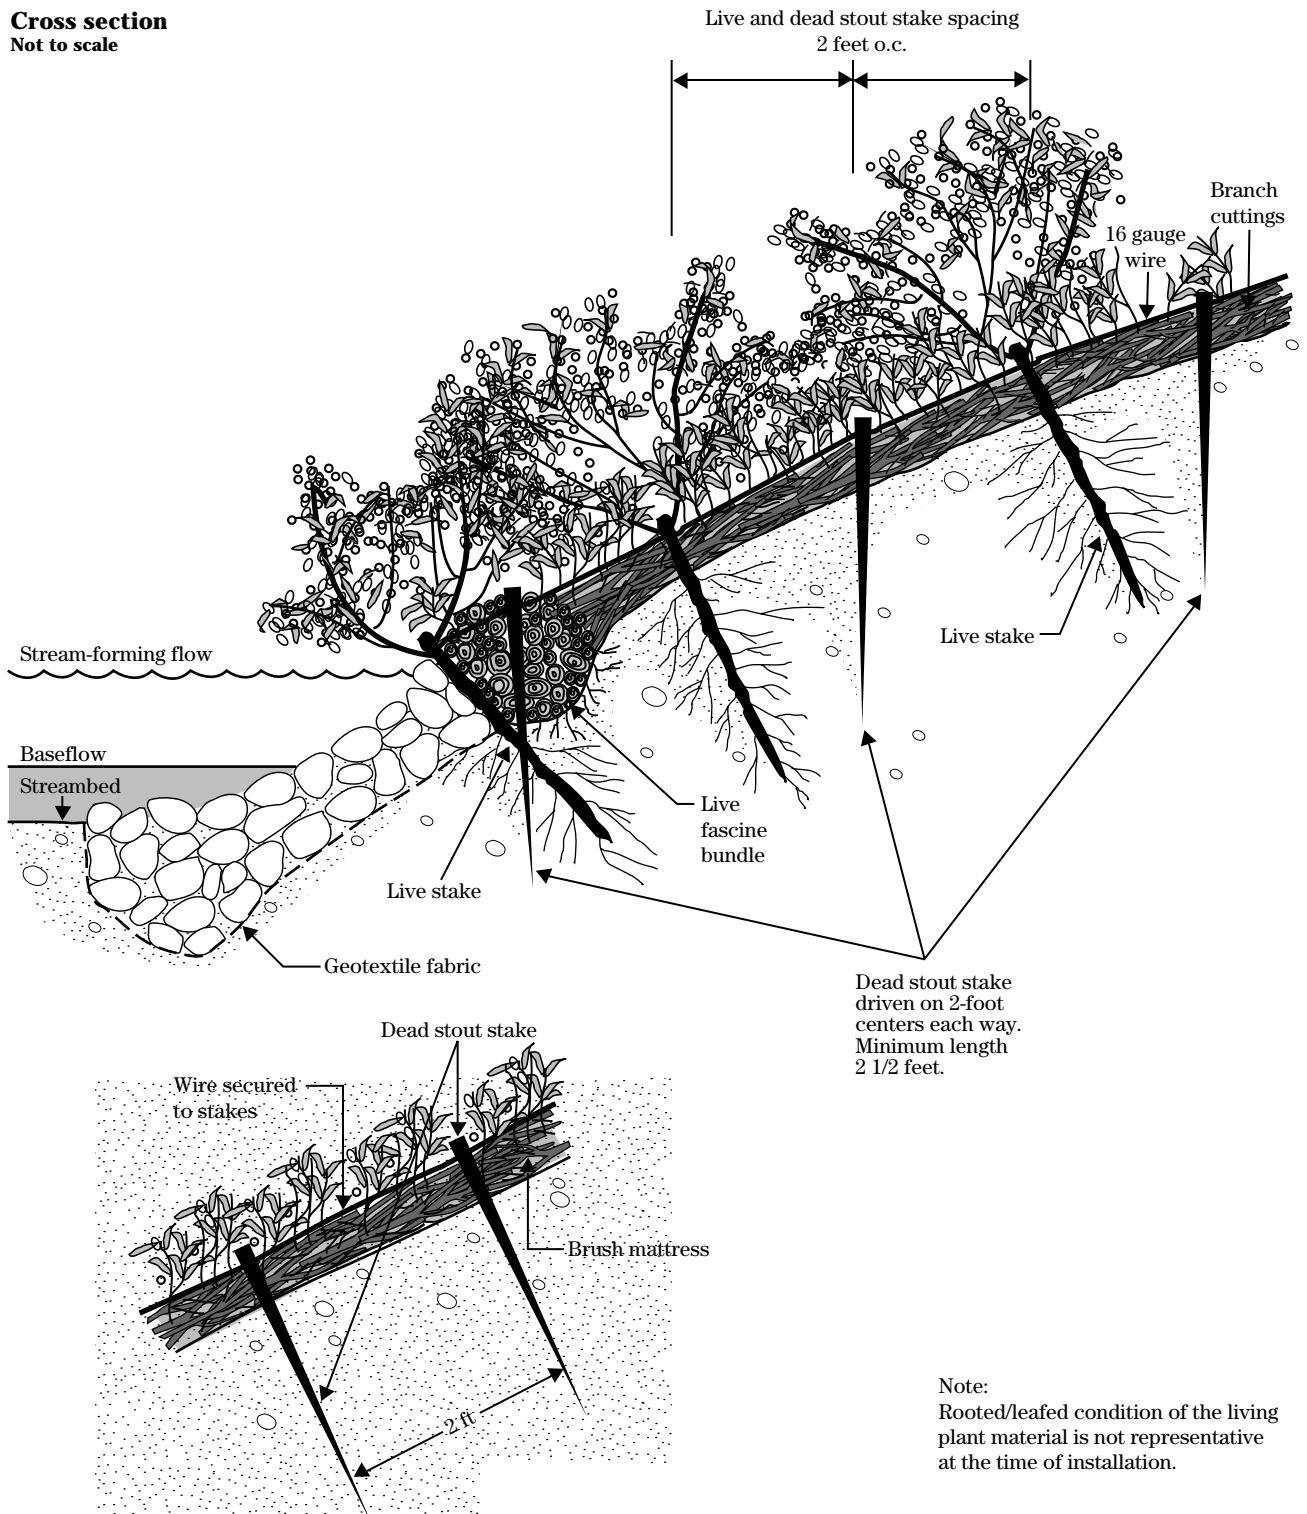 Cross section
Not to scale
Live and dead stout stake spacing
2 feet o.c.
Branch
cuttings
16 gauge
wire
Stream-forming flow
Live stake
Baseflow
Streambed
Live
fascine
bundle
Live stake
Geotextile fabric
Dead stout stake
driven on 2-foot
centers each way.
Minimum length
2 1/2 feet.
Dead stout stake
Wire secured
to stakes
Brush mattress
2 ft
Note:
Rooted/leafed condition of the living
plant material is not representative
at the time of installation.